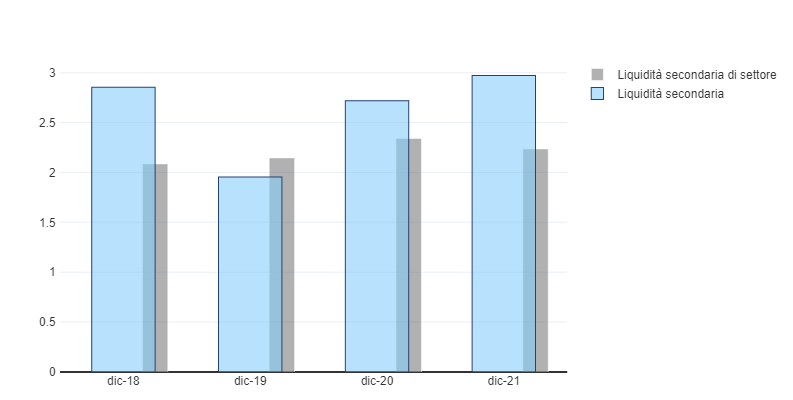 3
2.5
2
1.5
1
0.5
0
dic-18
dic-19
dic-20
dic-21
Liquidità secondaria di settore
Liquidità secondaria